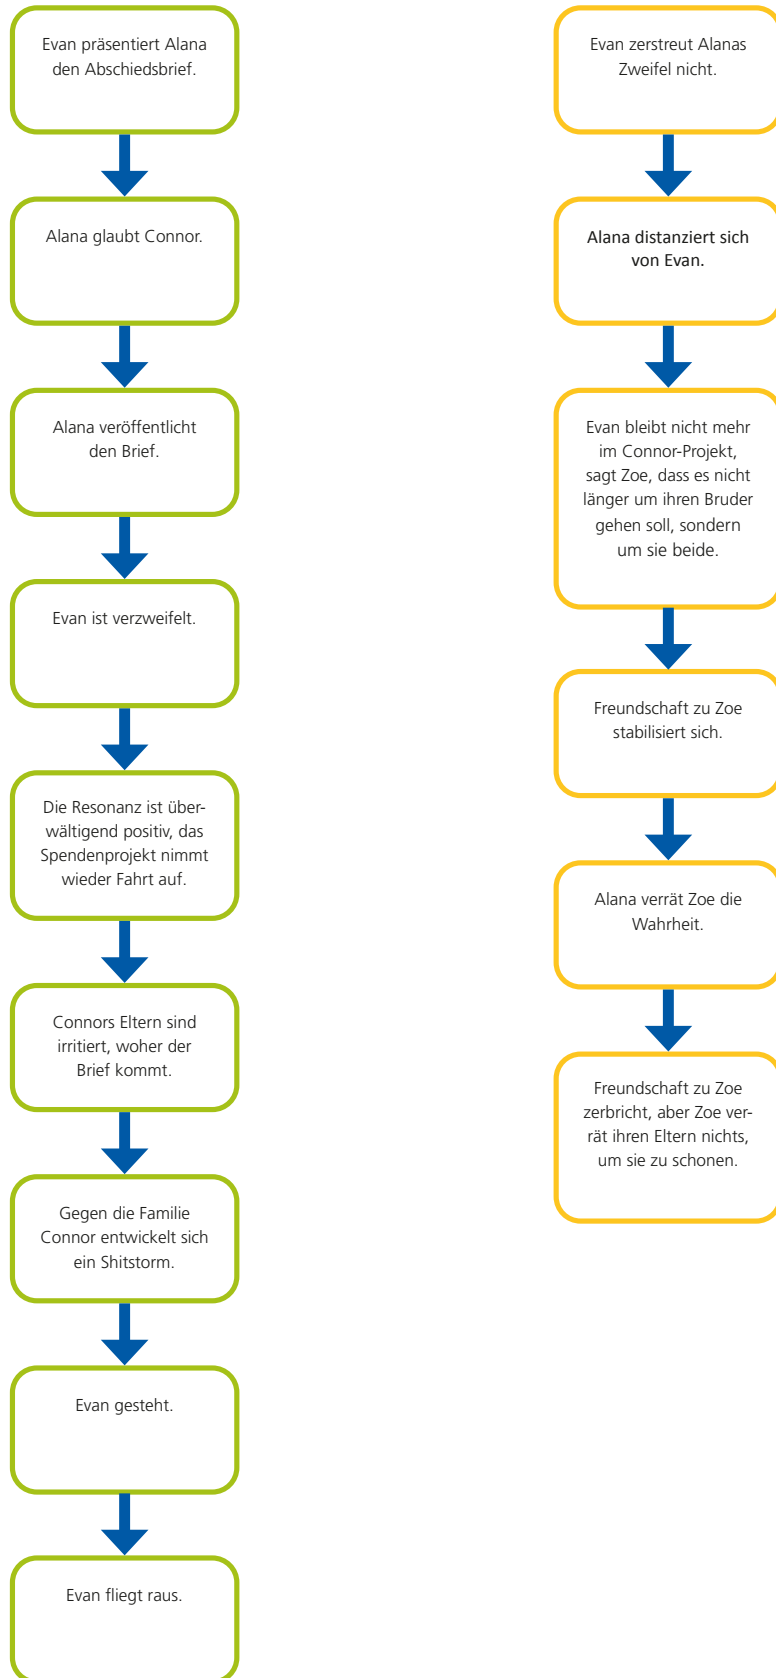 Evan präsentiert Alana
den Abschiedsbrief.
Alana glaubt Connor.
Alana veröffentlicht
den Brief.
Evan ist verzweifelt.
Die Resonanz ist über-
wältigend positiv, das
Spendenprojekt nimmt
wieder Fahrt auf.
Connors Eltern sind
irritiert, woher der
Brief kommt.
Gegen die Familie
Connor entwickelt sich
ein Shitstorm.
Evan gesteht.
Evan fliegt raus.
Evan zerstreut Alanas
Zweifel nicht.
Alana distanziert sich
von Evan.
Evan bleibt nicht mehr
im Connor-Projekt,
sagt Zoe, dass es nicht
länger um ihren Bruder
gehen soll, sondern
um sie beide.
Freundschaft zu Zoe
stabilisiert sich.
Alana verrät Zoe die
Wahrheit.
Freundschaft zu Zoe
zerbricht, aber Zoe ver-
rät ihren Eltern nichts,
um sie zu schonen.